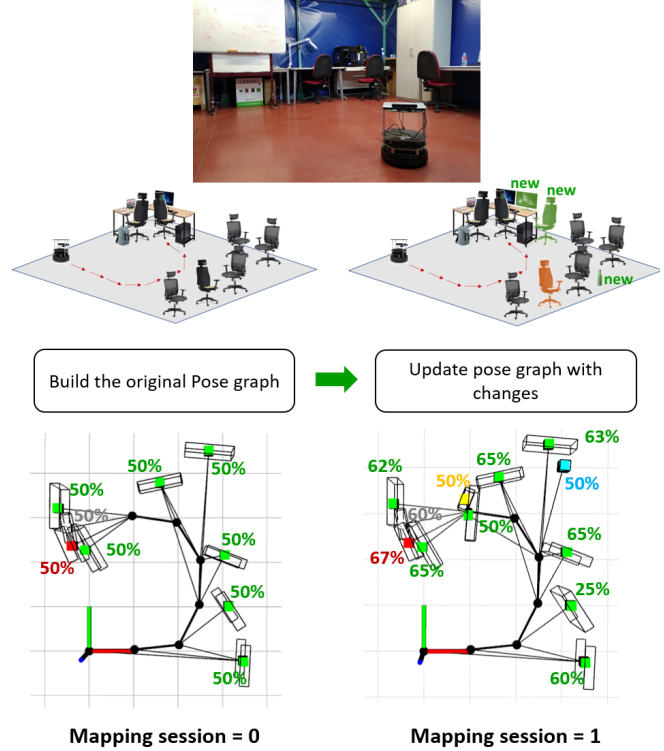 new
new
new
Build the original Pose graph
Update pose graph with
changes
50%
50%
50%
50%
50%
50%
50%
50%
50%
63%
65%
62%
50%
50%
60%
50%
65%
67%
65%
25%
60%
Mapping session = 0
Mapping session = 1